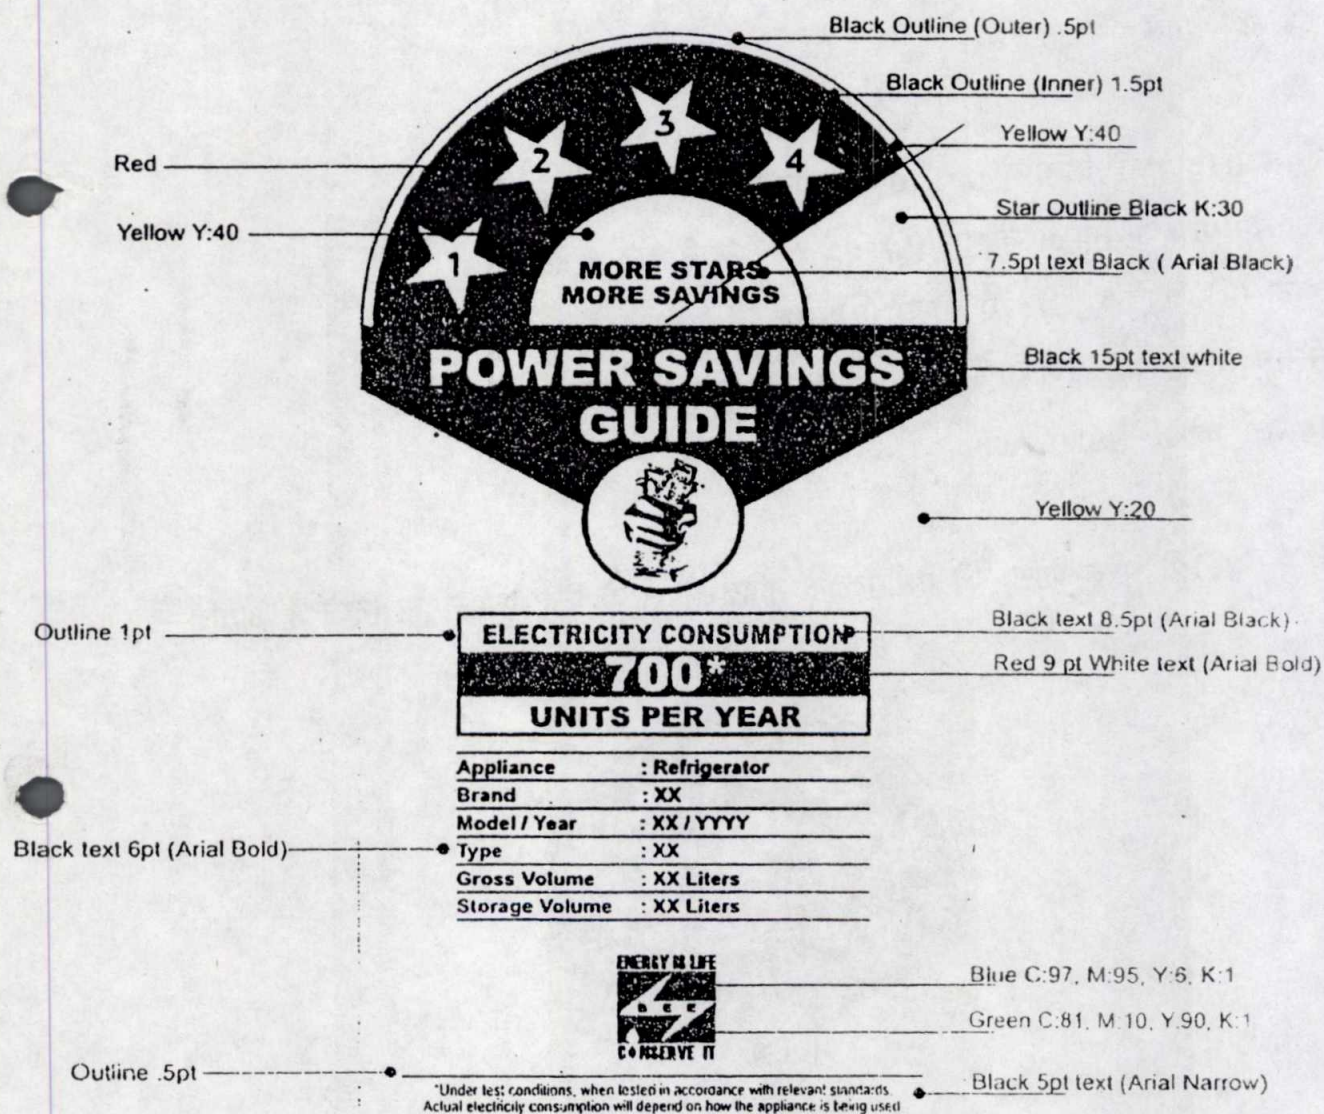 Black Outline (Outer) .5pt
Black Outline (Inner) 1.5pt
Yellow Y:40
Red
Star Outline Black K:30
Yellow Y:40
7.5pt text Black ( Arial Black)
1
2
3
4
MORE STARS
MORE SAVINGS
Black 15pt text white
POWER SAVINGS
GUIDE
Yellow Y:20
Outline 1pt
ELECTRICITY CONSUMPTION
Black text 8.5pt (Arial Black)
700*
Red 9 pt White text (Arial Bold)
UNITS PER YEAR
Appliance : Refrigerator
Brand : XX
Model / Year : XX / YYYY
Black text 6pt (Arial Bold)
Type : XX
Gross Volume : XX Liters
Storage Volume : XX Liters
ENERGY IS LIFE
Blue C:97, M:95, Y:6, K:1
BEE
Green C:81, M:10, Y:90, K:1
CONSERVE IT
Outline .5pt
Black 5pt text (Arial Narrow)
*Under test conditions, when tested in accordance with relevant standards.
Actual electricity consumption will depend on how the appliance is being used